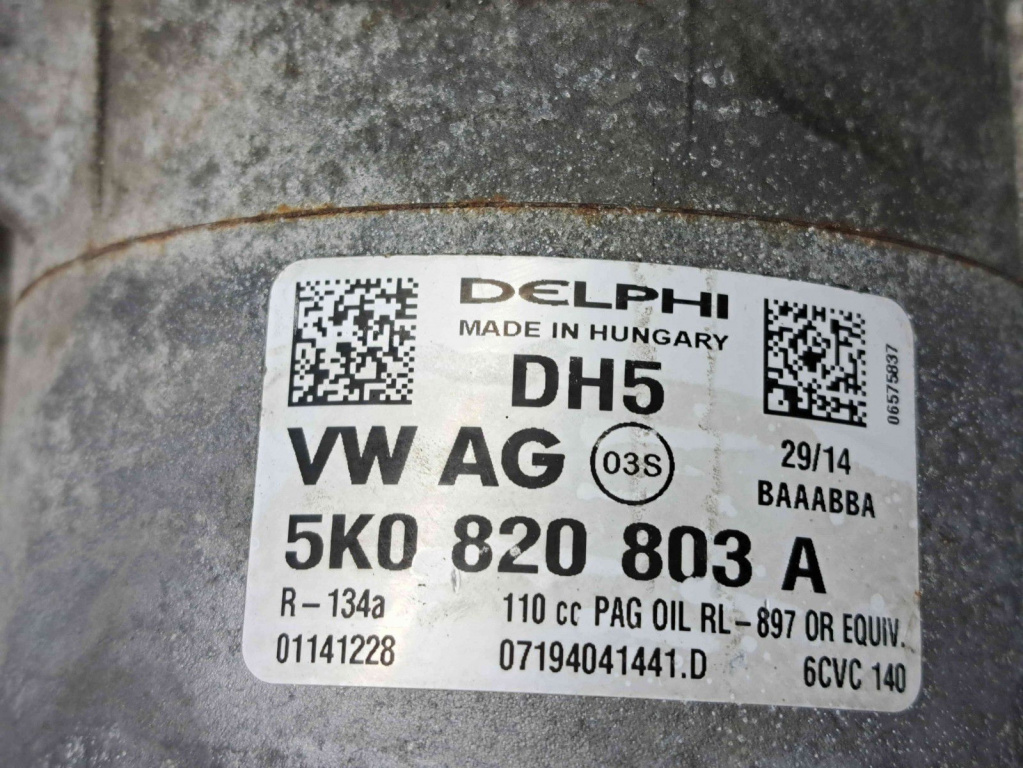 DELPHI
MADE IN HUNGARY
DH5
06575837
VW AG 03S
29/14
BAAABBA
5K0 820 803 A
R-134a 110 cc PAG OIL RL-897 OR EQUIV.
01141228 07194041441.D 6CVC 140